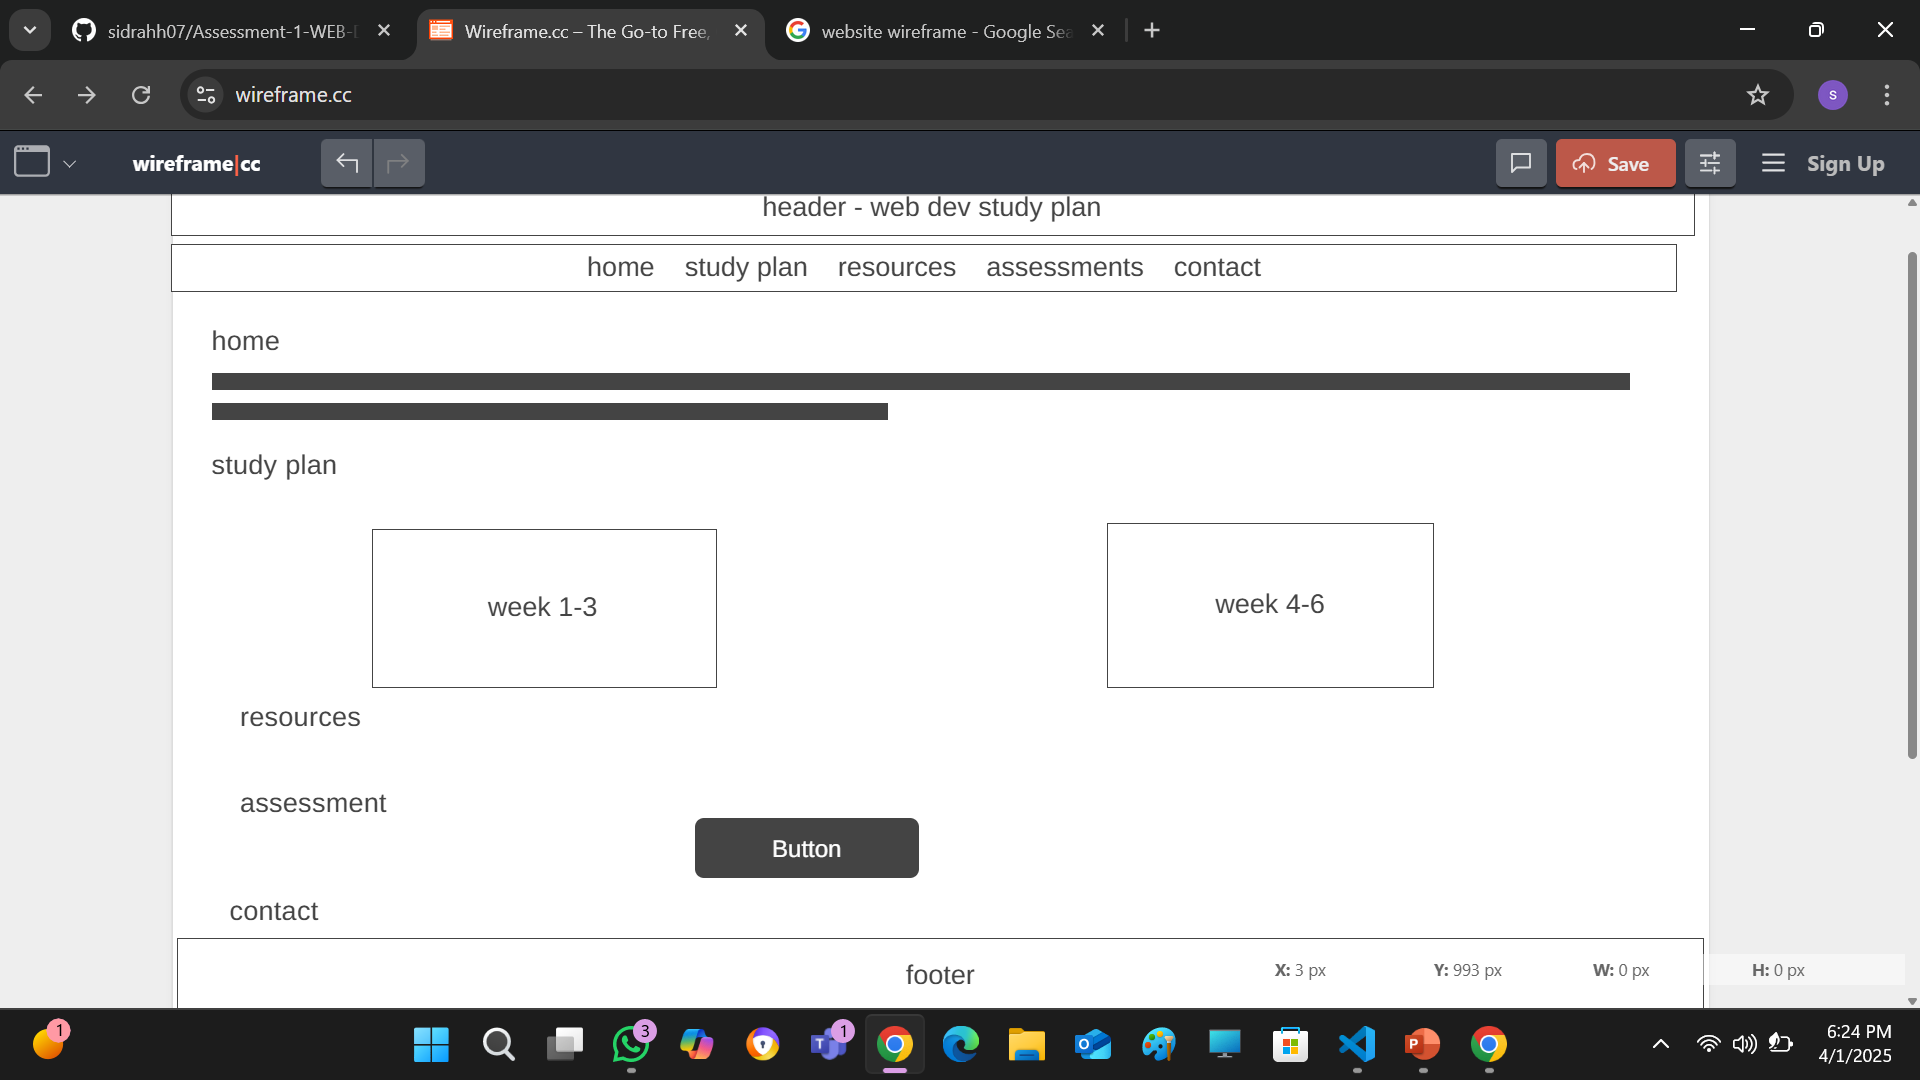 sidrahh07/Assessment-1-WEB-
Wireframe.cc – The Go-to Free,
website wireframe - Google Sea
wireframe.cc
S
wireframe|cc
Save
Sign Up
header - web dev study plan
home study plan resources assessments contact
home
study plan
week 1-3
week 4-6
resources
assessment
Button
contact
footer
X: 3 px Y: 993 px W: 0 px H: 0 px
1
3
1
6:24 PM
4/1/2025